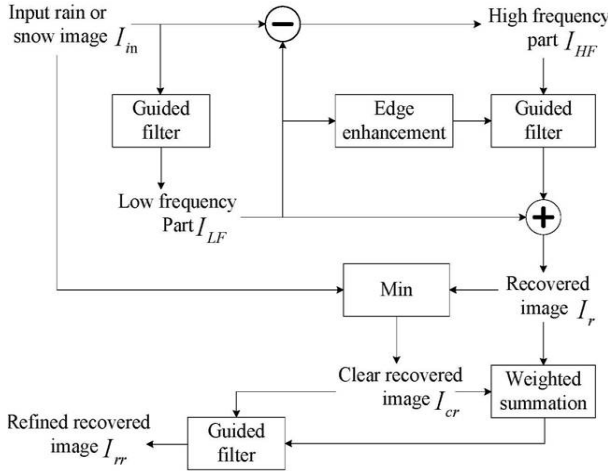 Input rain or
snow image I_in
High frequency
part I_HF
Guided
filter
Edge
enhancement
Guided
filter
Low frequency
Part I_LF
Min
Recovered
image I_r
Clear recovered
image I_cr
Weighted
summation
Refined recovered
image I_rr
Guided
filter